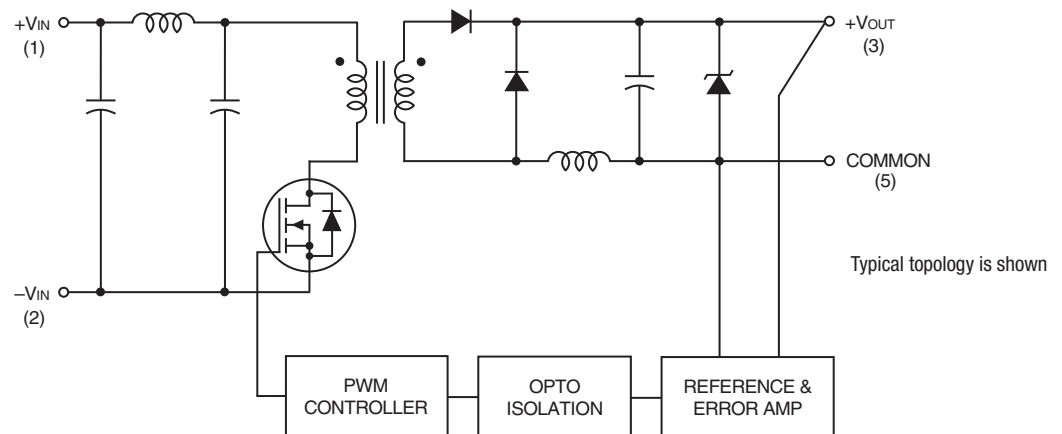 +VIN
(1)
+VOUT
(3)
COMMON
(5)
Typical topology is shown
–VIN
(2)
PWM
CONTROLLER
OPTO
ISOLATION
REFERENCE &
ERROR AMP